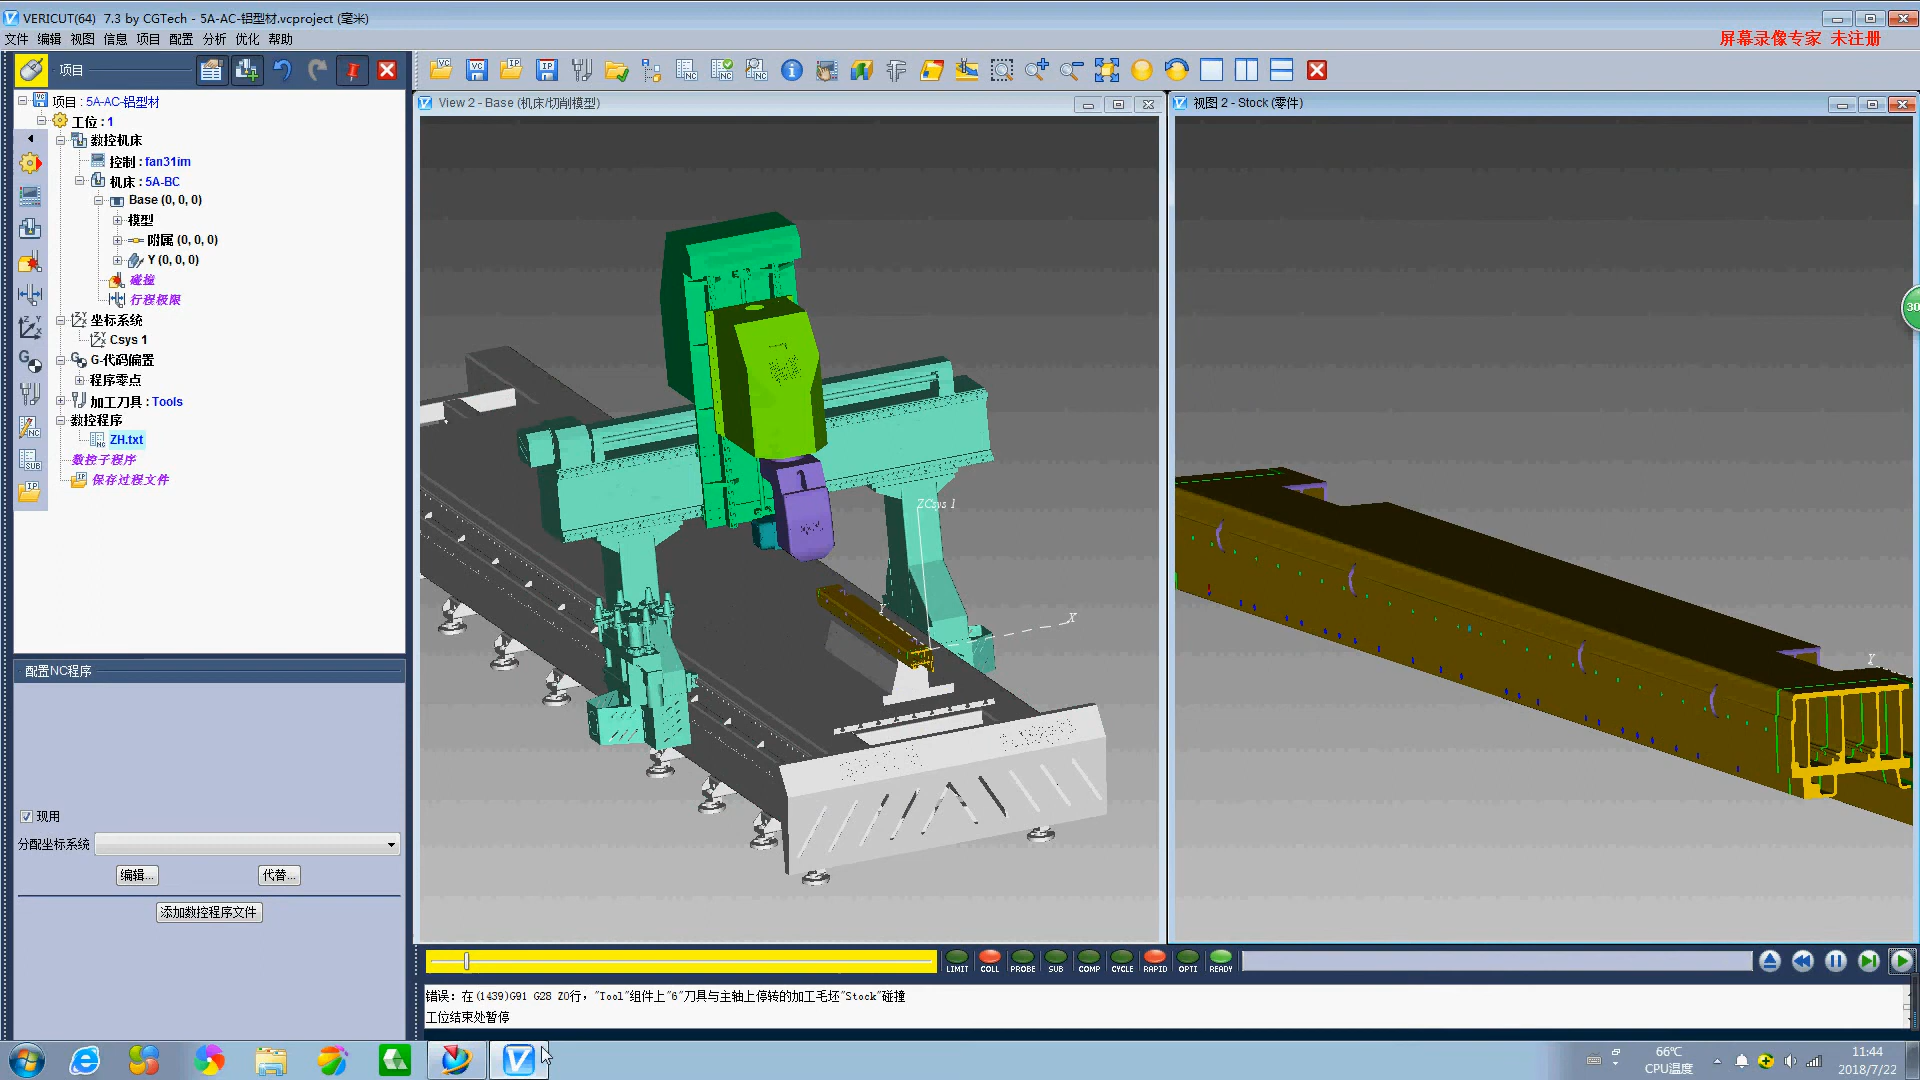 VERICUT(64) 7.3 by CGTech - 5A-AC-铝型材.vcproject (毫米)
文件 编辑 视图 信息 项目 配置 分析 优化 帮助
屏幕录像专家 未注册
项目
项目 : 5A-AC-铝型材
工位 : 1
数控机床
控制 : fan31im
机床 : 5A-BC
Base (0, 0, 0)
模型
附属 (0, 0, 0)
Y (0, 0, 0)
碰撞
行程极限
坐标系统
Csys 1
G-代码偏置
程序零点
加工刀具 : Tools
数控程序
ZH.txt
数控子程序
保存过程文件
配置NC程序
现用
分配坐标系统
编辑...
代替...
添加数控程序文件
View 2 - Base (机床/切削模型)
ZCsys 1
Y
X
视图 2 - Stock (零件)
X
30
LIMIT COLL PROBE SUB COMP CYCLE RAPID OPTI READY
错误: 在(1439)G91 G28 Z0行, "Tool"组件上"6"刀具与主轴上停转的加工毛坯"Stock"碰撞
工位结束处暂停
66℃
CPU温度
11:44
2018/7/22